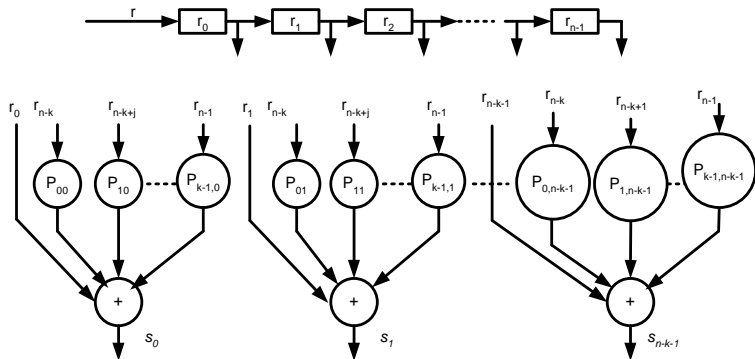 r r₀ r₁ r₂ rₙ₋₁
r₀ rₙ₋ₖ rₙ₋ₖ₊ⱼ rₙ₋₁ r₁ rₙ₋ₖ rₙ₋ₖ₊ⱼ rₙ₋₁ rₙ₋ₖ₋₁ rₙ₋ₖ rₙ₋ₖ₊₁ rₙ₋₁
P₀₀ P₁₀ Pₖ₋₁,₀ P₀₁ P₁₁ Pₖ₋₁,₁ P₀,ₙ₋ₖ₋₁ P₁,ₙ₋ₖ₋₁ Pₖ₋₁,ₙ₋ₖ₋₁
+ + +
s₀ s₁ sₙ₋ₖ₋₁